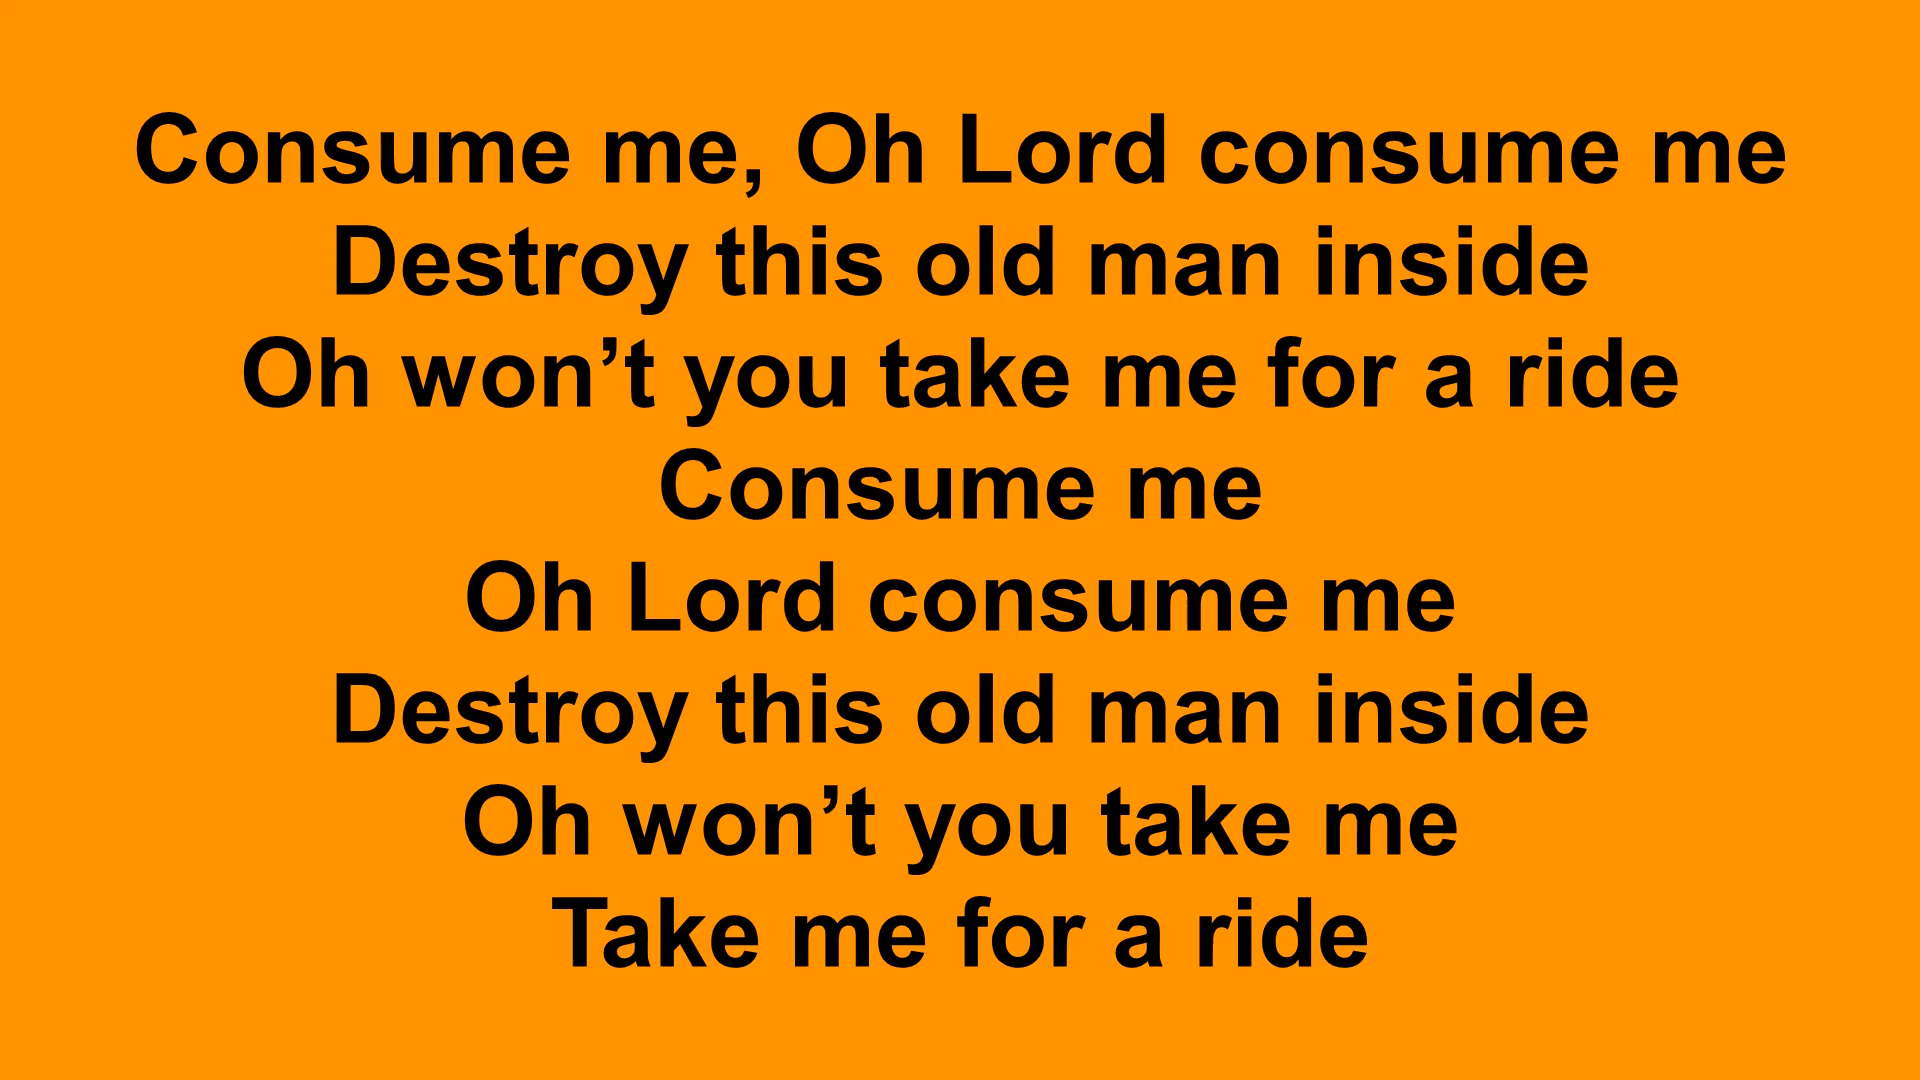 Consume me, Oh Lord consume me
Destroy this old man inside
Oh won’t you take me for a ride
Consume me
Oh Lord consume me
Destroy this old man inside
Oh won’t you take me
Take me for a ride